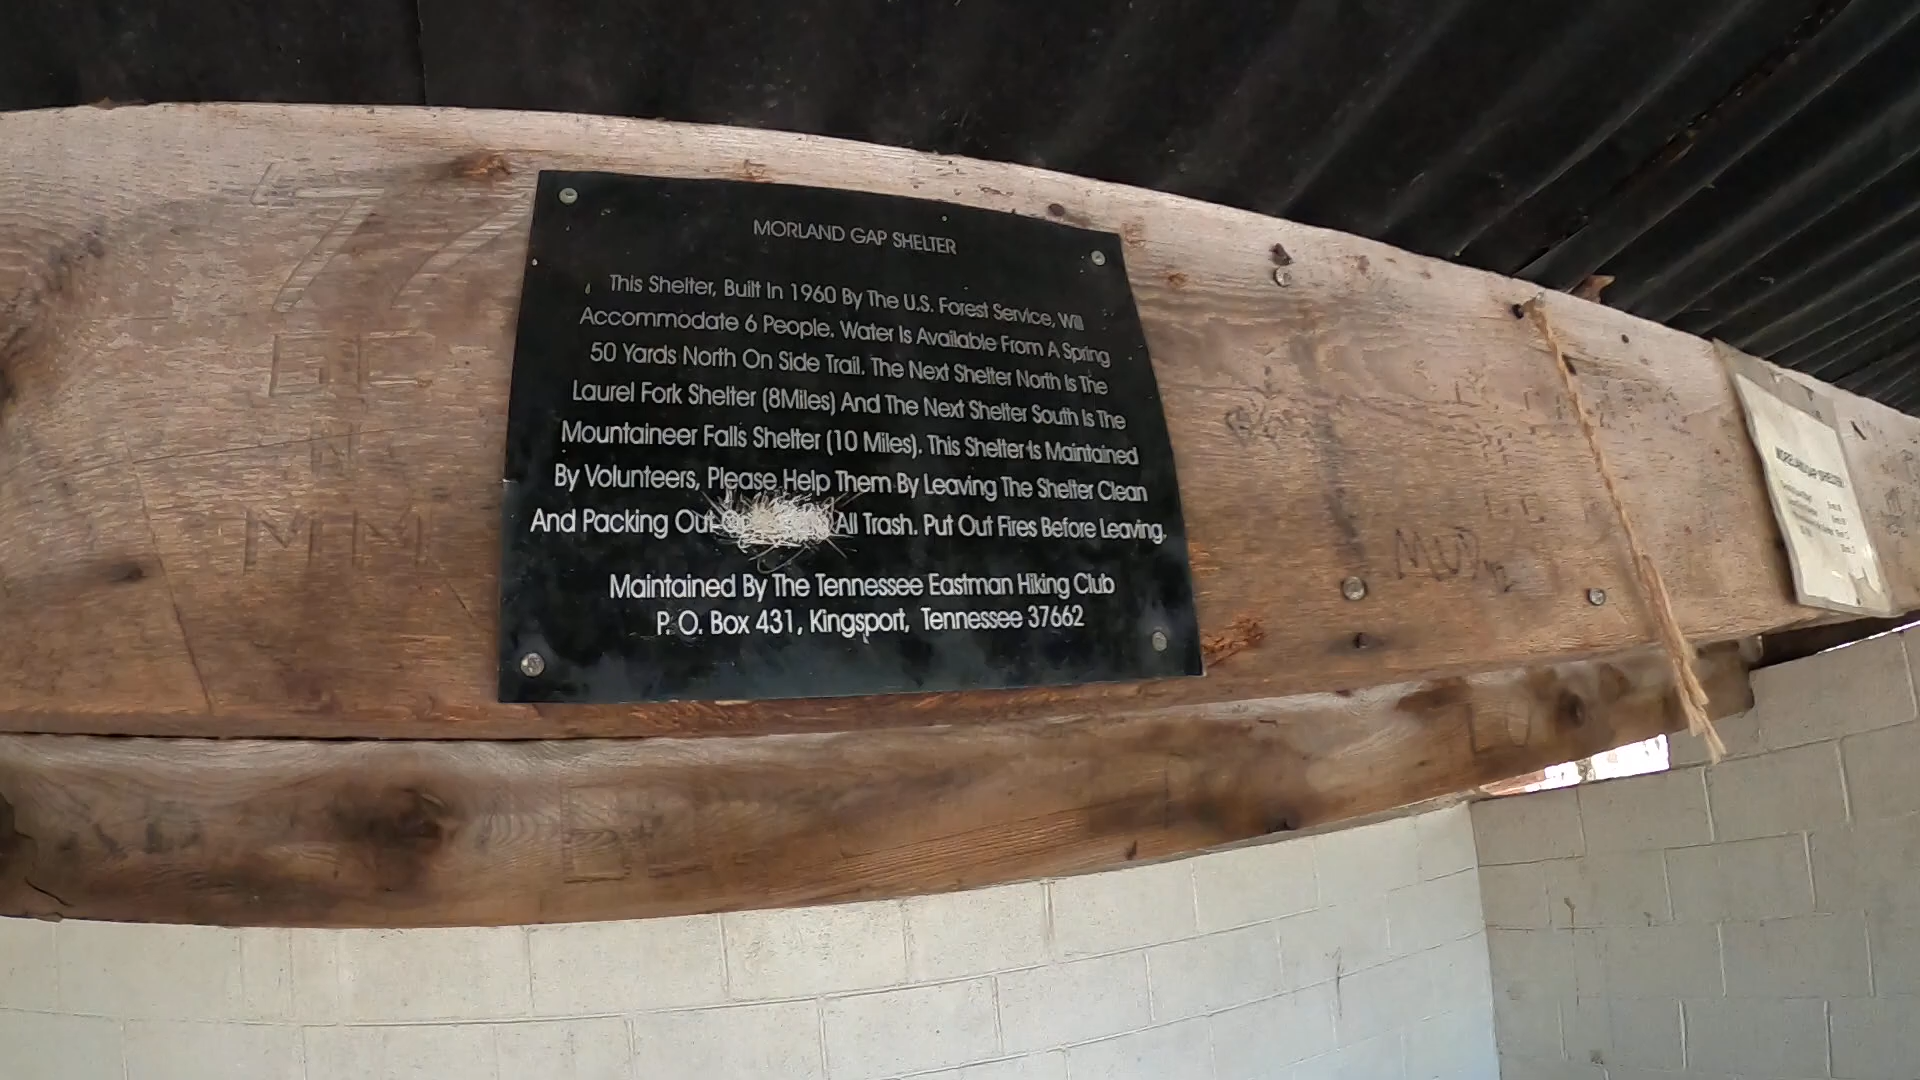 MORLAND GAP SHELTER
This Shelter, Built In 1960 By The U.S. Forest Service, Will
Accommodate 6 People. Water Is Available From A Spring
50 Yards North On Side Trail. The Next Shelter North Is The
Laurel Fork Shelter (8Miles) And The Next Shelter South Is The
Mountaineer Falls Shelter (10 Miles). This Shelter Is Maintained
By Volunteers, Please Help Them By Leaving The Shelter Clean
And Packing Out All Trash. Put Out Fires Before Leaving.
Maintained By The Tennessee Eastman Hiking Club
P. O. Box 431, Kingsport, Tennessee 37662
77
MORELAND GAP SHELTER